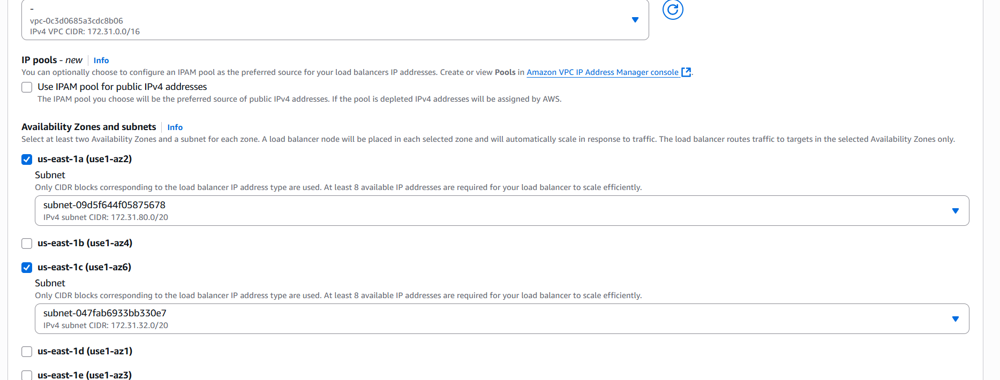 -
vpc-0c3d0685a3cdc8b06
IPv4 VPC CIDR: 172.31.0.0/16
IP pools - new Info
You can optionally choose to configure an IPAM pool as the preferred source for your load balancers IP addresses. Create or view Pools in Amazon VPC IP Address Manager console.
Use IPAM pool for public IPv4 addresses
The IPAM pool you choose will be the preferred source of public IPv4 addresses. If the pool is depleted IPv4 addresses will be assigned by AWS.
Availability Zones and subnets Info
Select at least two Availability Zones and a subnet for each zone. A load balancer node will be placed in each selected zone and will automatically scale in response to traffic. The load balancer routes traffic to targets in the selected Availability Zones only.
us-east-1a (use1-az2)
Subnet
Only CIDR blocks corresponding to the load balancer IP address type are used. At least 8 available IP addresses are required for your load balancer to scale efficiently.
subnet-09d5f644f05875678
IPv4 subnet CIDR: 172.31.80.0/20
us-east-1b (use1-az4)
us-east-1c (use1-az6)
Subnet
Only CIDR blocks corresponding to the load balancer IP address type are used. At least 8 available IP addresses are required for your load balancer to scale efficiently.
subnet-047fab6933bb330e7
IPv4 subnet CIDR: 172.31.32.0/20
us-east-1d (use1-az1)
us-east-1e (use1-az3)